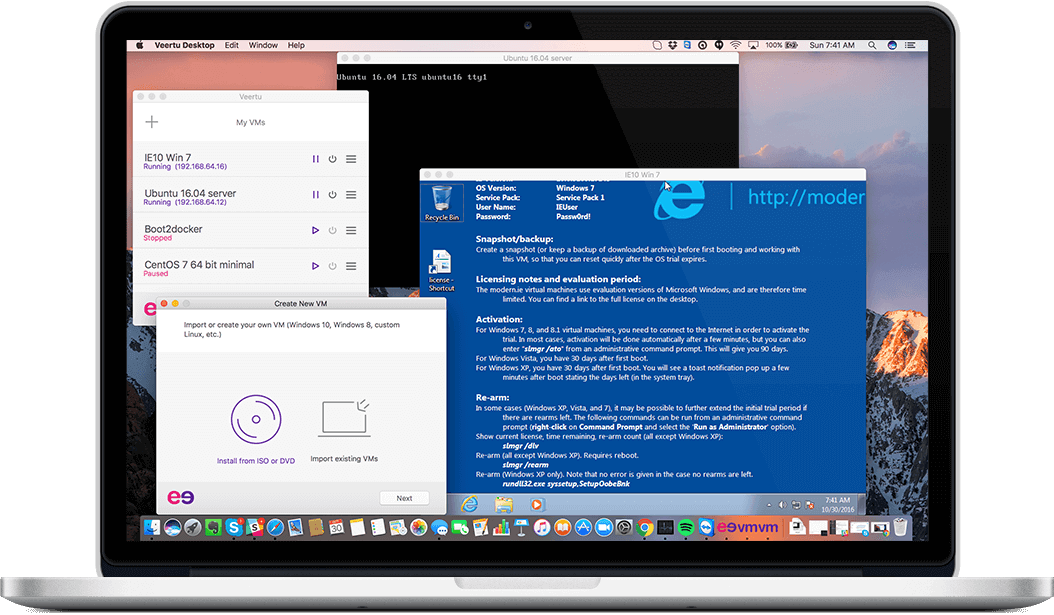 Veertu Desktop Edit Window Help
100% Sun 7:41 AM
Ubuntu 16.04 server
Ubuntu 16.04 LTS ubuntu16 tty1
Veertu
My VMs
IE10 Win 7
Running (192.168.64.16)
Ubuntu 16.04 server
Running (192.168.64.12)
Boot2docker
Stopped
CentOS 7 64 bit minimal
Paused
Create New VM
Import or create your own VM (Windows 10, Windows 8, custom
Linux, etc.)
Install from ISO or DVD
Import existing VMs
Next
IE10 Win 7
Recycle Bin
license -
Shortcut
OS Version: Windows 7
Service Pack: Service Pack 1
User Name: IEUser
Password: Passw0rd!
http://moder
Snapshot/backup:
Create a snapshot (or keep a backup of downloaded archive) before first booting and working with
this VM, so that you can reset quickly after the OS trial expires.
Licensing notes and evaluation period:
The modern.ie virtual machines use evaluation versions of Microsoft Windows, and are therefore time
limited. You can find a link to the full license on the desktop.
Activation:
For Windows 7, 8, and 8.1 virtual machines, you need to connect to the Internet in order to activate the
trial. In most cases, activation will be done automatically after a few minutes, but you can also
enter "slmgr /ato" from an administrative command prompt. This will give you 90 days.
For Windows Vista, you have 30 days after first boot.
For Windows XP, you have 30 days after first boot. You will see a toast notification pop up a few
minutes after boot stating the days left (in the system tray).
Re-arm:
In some cases (Windows XP, Vista, and 7), it may be possible to further extend the initial trial period if
there are rearms left. The following commands can be run from an administrative command
prompt (right-click on Command Prompt and select the 'Run as Administrator' option).
Show current license, time remaining, re-arm count (all except Windows XP):
slmgr /dlv
Re-arm (all except Windows XP). Requires reboot.
slmgr /rearm
Re-arm (Windows XP only). Note that no error is given in the case no rearms are left.
rundll32.exe syssetup,SetupOobeBnk
7:41 AM
10/30/2016
30
vmvm